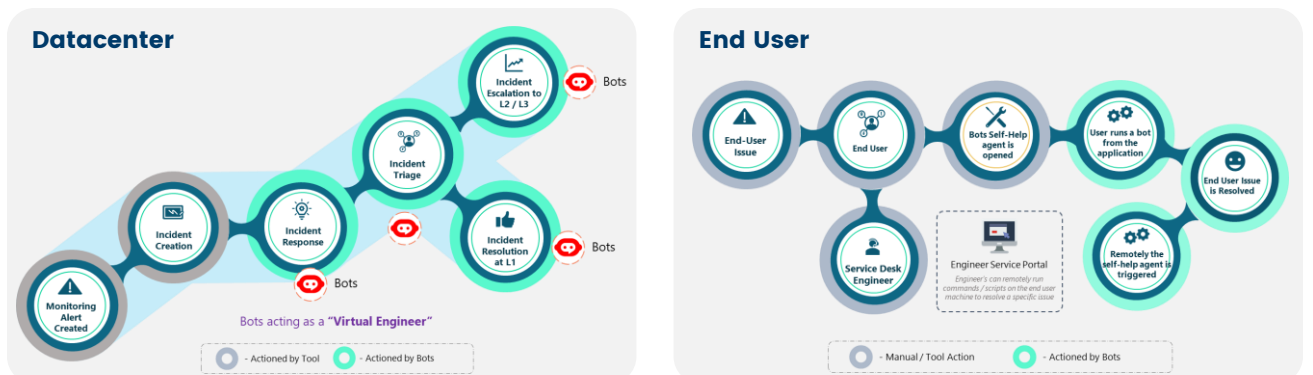 Datacenter
Incident
Escalation to
L2 / L3
Bots
Incident
Triage
Incident
Creation
Incident
Response
Incident
Resolution
at L1
Bots
Bots
Monitoring
Alert
Created
Bots acting as a “Virtual Engineer”
- Actioned by Tool
- Actioned by Bots
End User
End-User
Issue
End User
Bots Self-Help
agent is
opened
User runs a bot
from the
application
End User Issue
is Resolved
Service Desk
Engineer
Engineer Service Portal
Engineer's can remotely run
commands / scripts on the end user
machine to resolve a specific issue
Remotely the
self-help agent is
triggered
- Manual / Tool Action
- Actioned by Bots